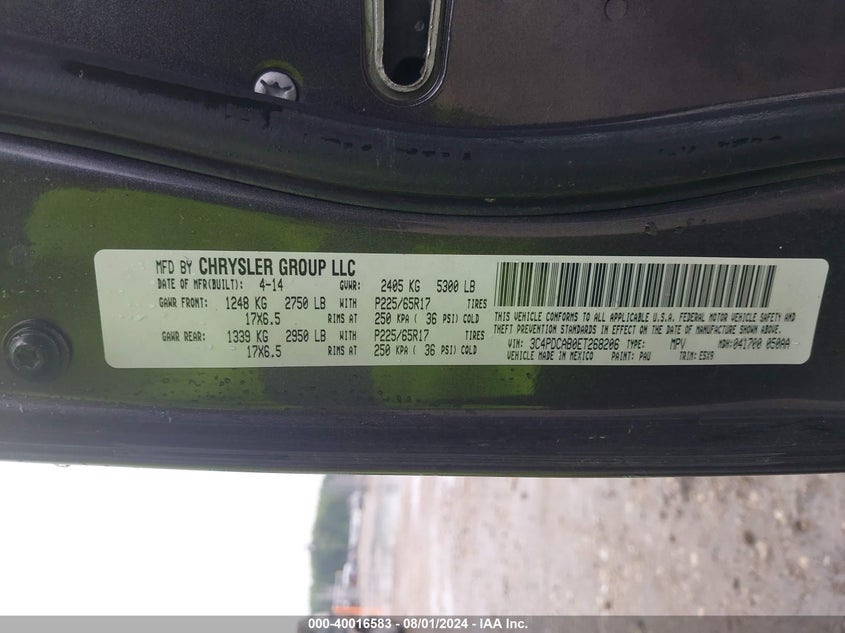 MFD BY CHRYSLER GROUP LLC
DATE OF MFR(BUILT): 4-14 GVWR: 2405 KG 5300 LB
GAWR FRONT: 1248 KG 2750 LB WITH P225/65R17 TIRES
17X6.5 RIMS AT 250 KPA ( 36 PSI) COLD
GAWR REAR: 1339 KG 2950 LB WITH P225/65R17 TIRES
17X6.5 RIMS AT 250 KPA ( 36 PSI) COLD
THIS VEHICLE CONFORMS TO ALL APPLICABLE U.S.A. FEDERAL MOTOR VEHICLE SAFETY AND
THEFT PREVENTION STANDARDS IN EFFECT ON THE DATE OF MANUFACTURE SHOWN ABOVE.
VIN: 3C4PDCAB0ET268206 TYPE: MPV MDH: 041700 050AA
VEHICLE MADE IN MEXICO PAINT: PAU TRIM: E5X9
000-40016583 - 08/01/2024 - IAA Inc.